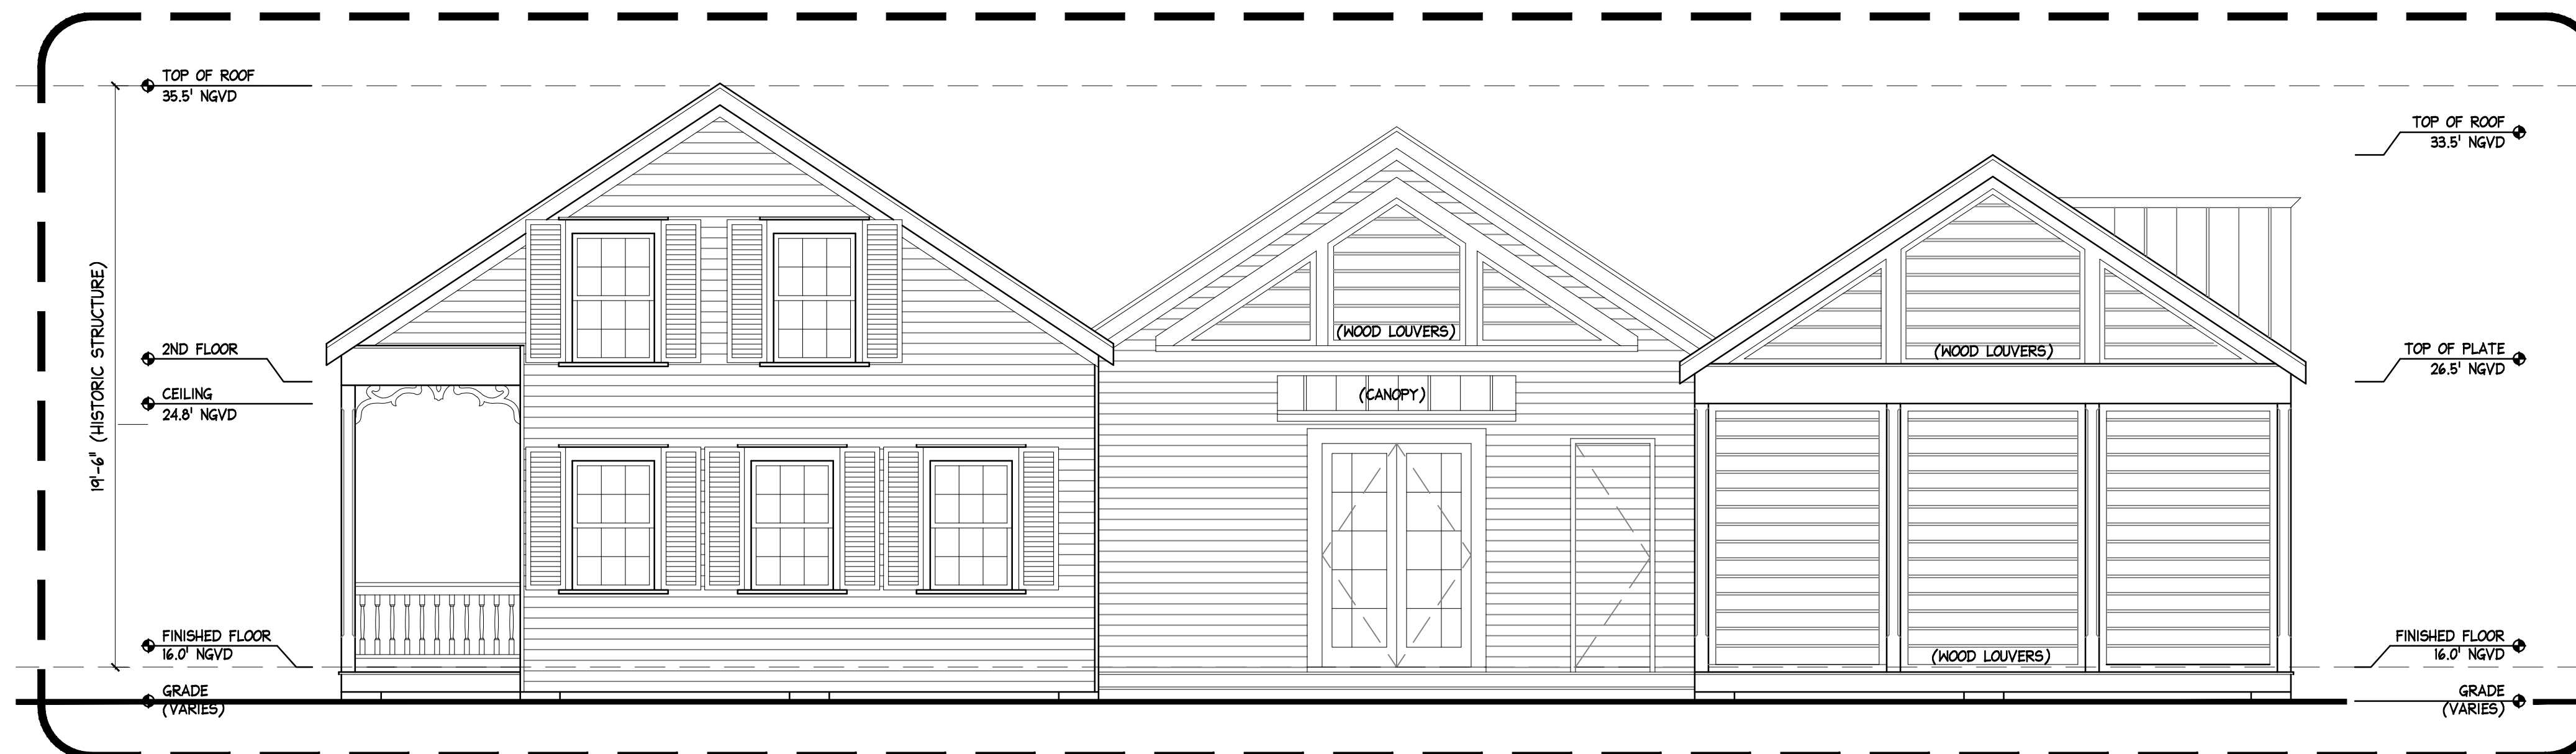 TOP OF ROOF
35.5' NGVD
19'-6" (HISTORIC STRUCTURE)
2ND FLOOR
CEILING
24.8' NGVD
FINISHED FLOOR
16.0' NGVD
GRADE
(VARIES)
(WOOD LOUVERS)
(CANOPY)
(WOOD LOUVERS)
(WOOD LOUVERS)
TOP OF ROOF
33.5' NGVD
TOP OF PLATE
26.5' NGVD
FINISHED FLOOR
16.0' NGVD
GRADE
(VARIES)